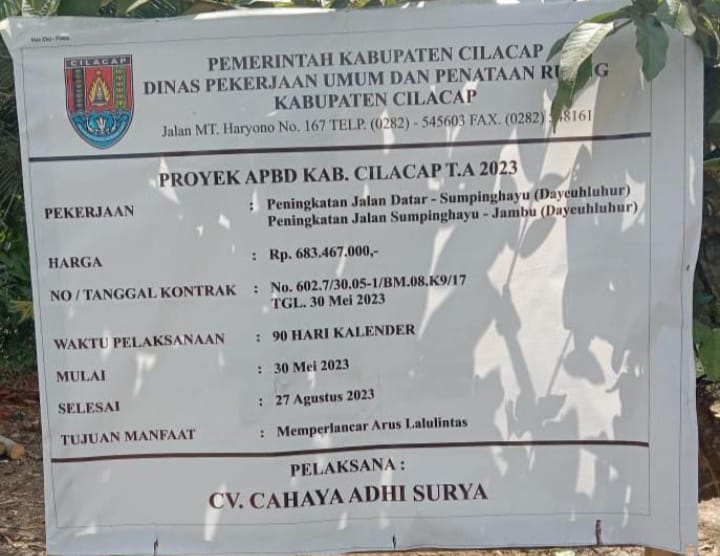 CILACAP
PEMERINTAH KABUPATEN CILACAP
DINAS PEKERJAAN UMUM DAN PENATAAN RUANG
KABUPATEN CILACAP
Jalan MT. Haryono No. 167 TELP. (0282) - 545603 FAX. (0282) 548161
PROYEK APBD KAB. CILACAP T.A 2023
PEKERJAAN : Peningkatan Jalan Datar - Sumpinghayu (Dayeuhluhur)
Peningkatan Jalan Sumpinghayu - Jambu (Dayeuhluhur)
HARGA : Rp. 683.467.000,-
NO / TANGGAL KONTRAK : No. 602.7/30.05-1/BM.08.K9/17
TGL. 30 Mei 2023
WAKTU PELAKSANAAN : 90 HARI KALENDER
MULAI : 30 Mei 2023
SELESAI : 27 Agustus 2023
TUJUAN MANFAAT : Memperlancar Arus Lalulintas
PELAKSANA :
CV. CAHAYA ADHI SURYA